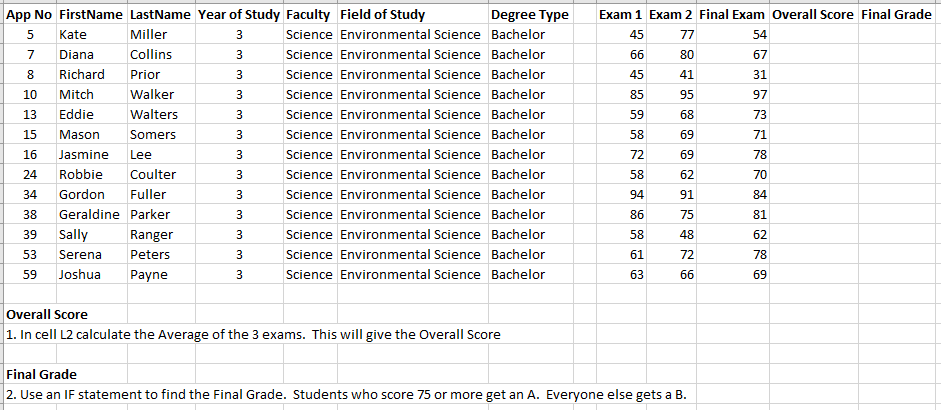 App No FirstName LastName Year of Study Faculty Field of Study Degree Type Exam 1 Exam 2 Final Exam Overall Score Final Grade
5 Kate Miller 3 Science Environmental Science Bachelor 45 77 54
7 Diana Collins 3 Science Environmental Science Bachelor 66 80 67
8 Richard Prior 3 Science Environmental Science Bachelor 45 41 31
10 Mitch Walker 3 Science Environmental Science Bachelor 85 95 97
13 Eddie Walters 3 Science Environmental Science Bachelor 59 68 73
15 Mason Somers 3 Science Environmental Science Bachelor 58 69 71
16 Jasmine Lee 3 Science Environmental Science Bachelor 72 69 78
24 Robbie Coulter 3 Science Environmental Science Bachelor 58 62 70
34 Gordon Fuller 3 Science Environmental Science Bachelor 94 91 84
38 Geraldine Parker 3 Science Environmental Science Bachelor 86 75 81
39 Sally Ranger 3 Science Environmental Science Bachelor 58 48 62
53 Serena Peters 3 Science Environmental Science Bachelor 61 72 78
59 Joshua Payne 3 Science Environmental Science Bachelor 63 66 69
Overall Score
1. In cell L2 calculate the Average of the 3 exams. This will give the Overall Score
Final Grade
2. Use an IF statement to find the Final Grade. Students who score 75 or more get an A. Everyone else gets a B.